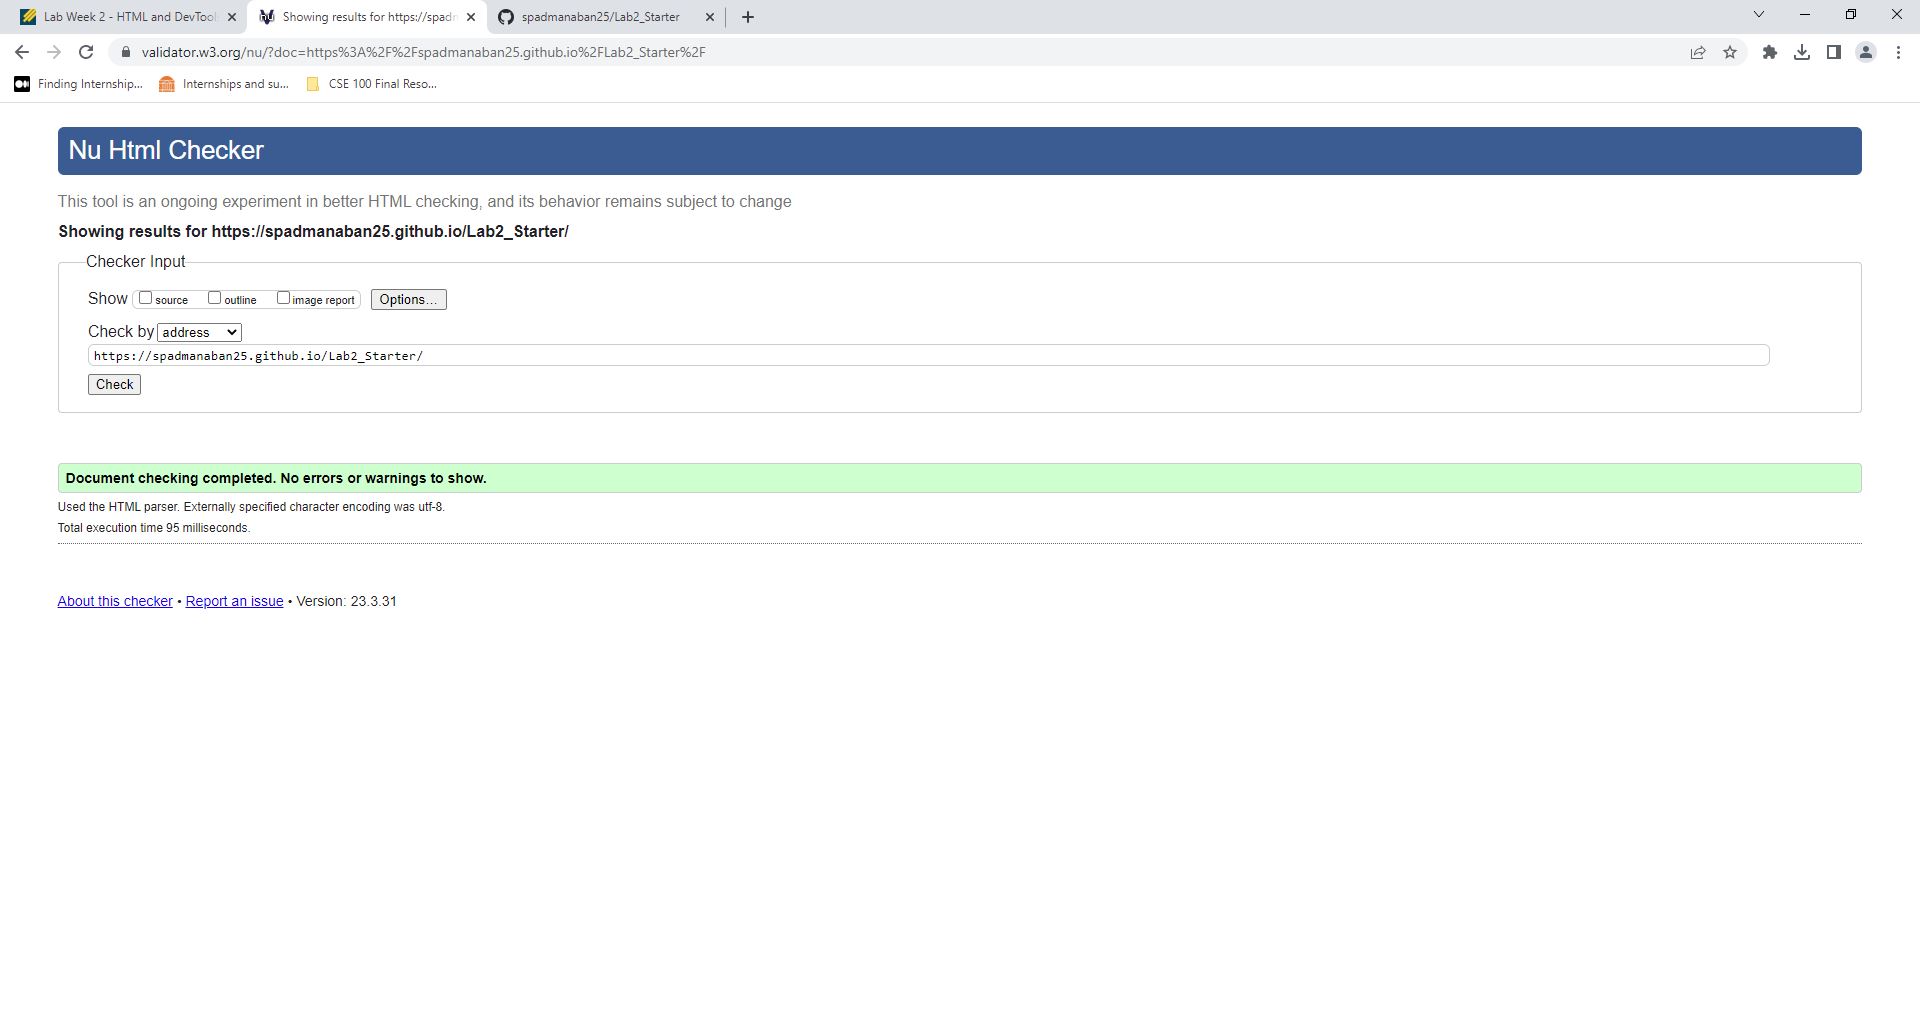 Lab Week 2 - HTML and DevTool
Showing results for https://spadn
spadmanaban25/Lab2_Starter
validator.w3.org/nu/?doc=https%3A%2F%2Fspadmanaban25.github.io%2FLab2_Starter%2F
Finding Internship... Internships and su... CSE 100 Final Reso...
Nu Html Checker
This tool is an ongoing experiment in better HTML checking, and its behavior remains subject to change
Showing results for https://spadmanaban25.github.io/Lab2_Starter/
Checker Input
Show source outline image report Options...
Check by address
https://spadmanaban25.github.io/Lab2_Starter/
Check
Document checking completed. No errors or warnings to show.
Used the HTML parser. Externally specified character encoding was utf-8.
Total execution time 95 milliseconds.
About this checker • Report an issue • Version: 23.3.31